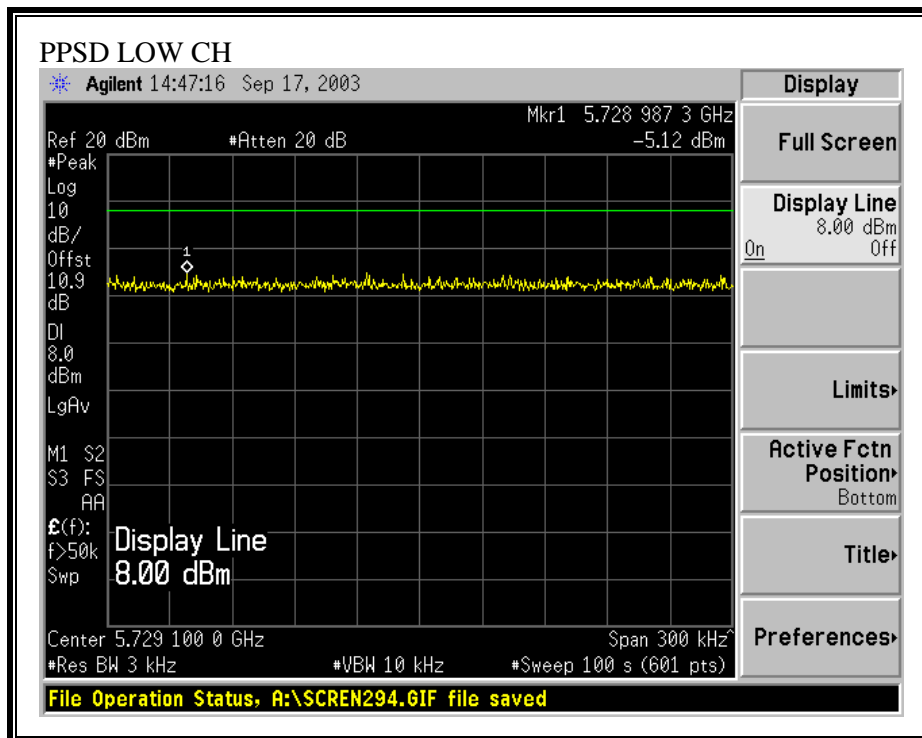 PPSD LOW CH
Agilent 14:47:16 Sep 17, 2003
Display
Mkr1 5.728 987 3 GHz
Ref 20 dBm #Atten 20 dB -5.12 dBm
#Peak
Log
10
dB/
Offst
10.9
dB
DI
8.0
dBm
LgAv
M1 S2
S3 FS
AA
£(f):
f>50k
Swp
1
Display Line
8.00 dBm
Center 5.729 100 0 GHz Span 300 kHz^
#Res BW 3 kHz #VBW 10 kHz #Sweep 100 s (601 pts)
File Operation Status, A:\SCREN294.GIF file saved
Full Screen
Display Line
8.00 dBm
On Off
Limits
Active Fctn
Position
Bottom
Title
Preferences